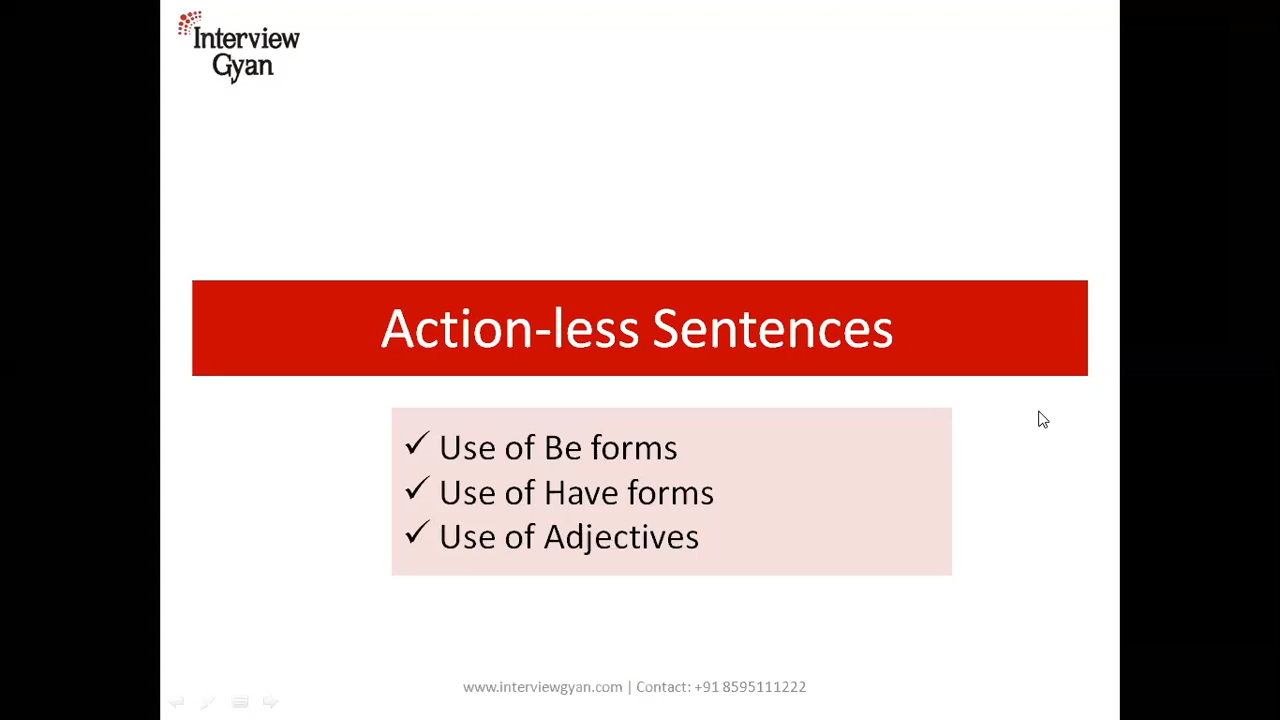 Interview
Gyan
Action-less Sentences
✓ Use of Be forms
✓ Use of Have forms
✓ Use of Adjectives
www.interviewgyan.com | Contact: +91 8595111222